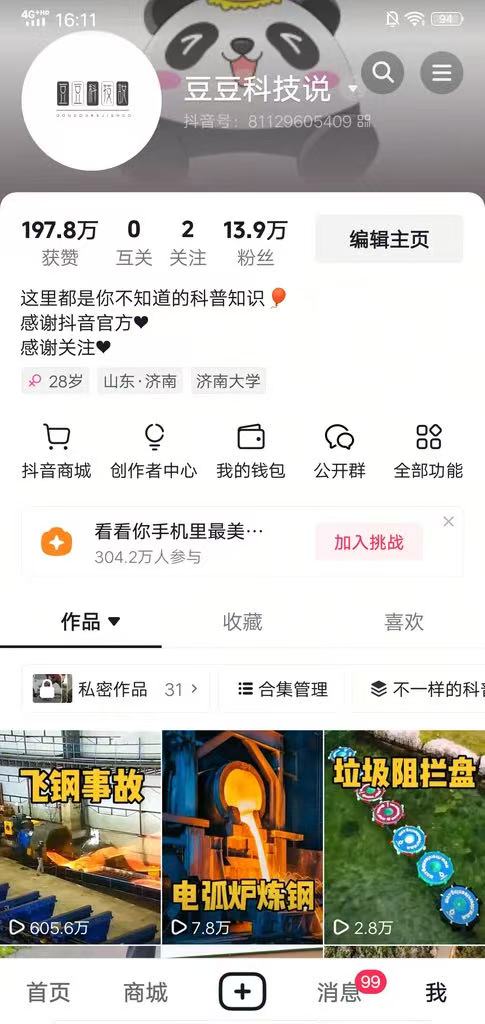 4G+HD 16:11 94
豆豆科技说
豆豆科技说
抖音号：81129605409
197.8万 0 2 13.9万
获赞 互关 关注 粉丝
编辑主页
这里都是你不知道的科普知识🎈
感谢抖音官方❤
感谢关注❤
28岁 山东·济南 济南大学
抖音商城 创作者中心 我的钱包 公开群 全部功能
看看你手机里最美…
304.2万人参与
加入挑战
作品 收藏 喜欢
私密作品 31 合集管理 不一样的科普
飞钢事故
605.6万
电弧炉炼钢
7.8万
垃圾阻拦盘
2.8万
首页 商城 消息 99 我